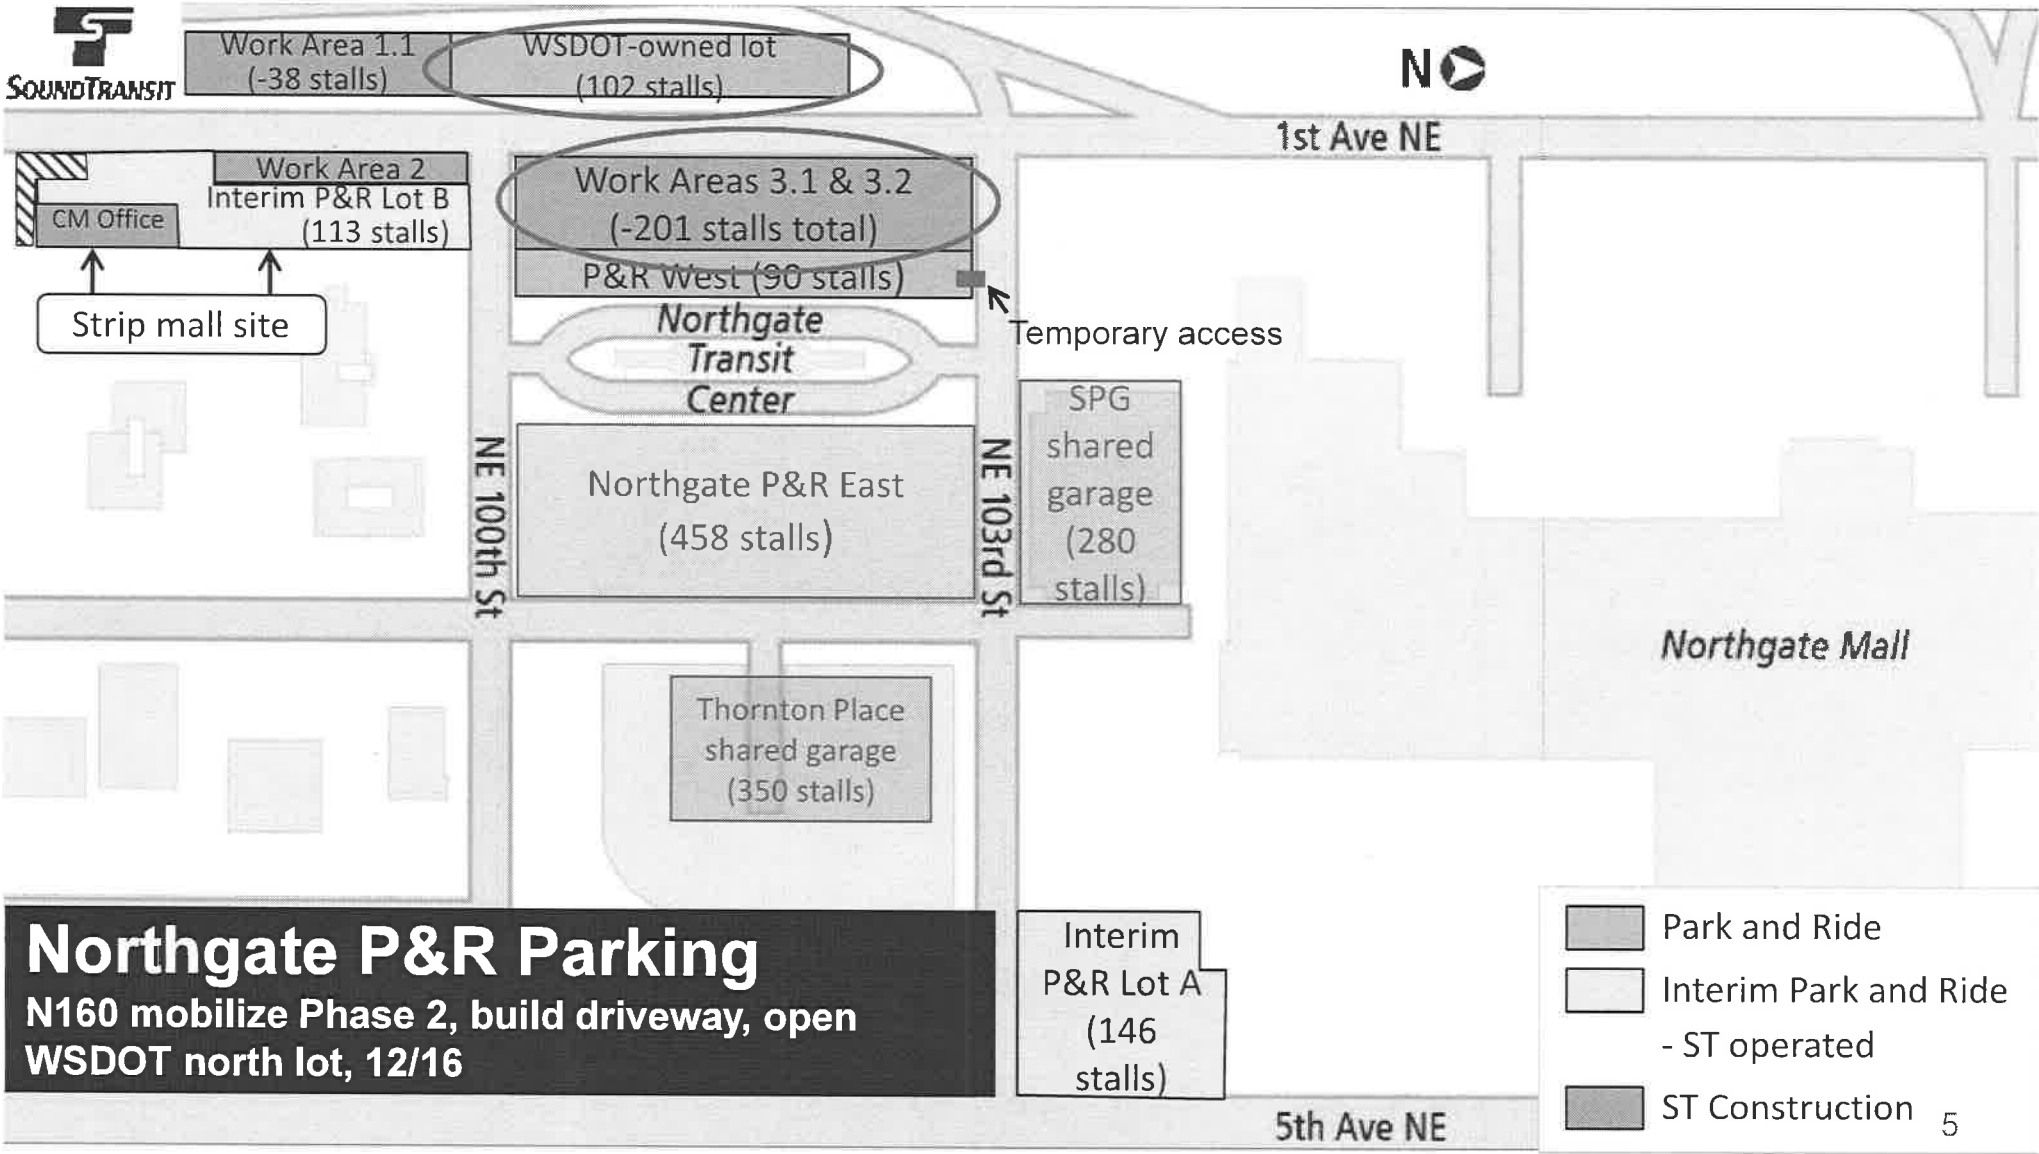 SOUNDTRANSIT
Work Area 1.1
(-38 stalls)
WSDOT-owned lot
(102 stalls)
N
1st Ave NE
Work Area 2
Interim P&R Lot B
(113 stalls)
CM Office
Strip mall site
Work Areas 3.1 & 3.2
(-201 stalls total)
P&R West (90 stalls)
Temporary access
Northgate
Transit
Center
NE 100th St
Northgate P&R East
(458 stalls)
NE 103rd St
SPG
shared
garage
(280
stalls)
Northgate Mall
Thornton Place
shared garage
(350 stalls)
Northgate P&R Parking
N160 mobilize Phase 2, build driveway, open
WSDOT north lot, 12/16
Interim
P&R Lot A
(146
stalls)
5th Ave NE
Park and Ride
Interim Park and Ride
- ST operated
ST Construction
5